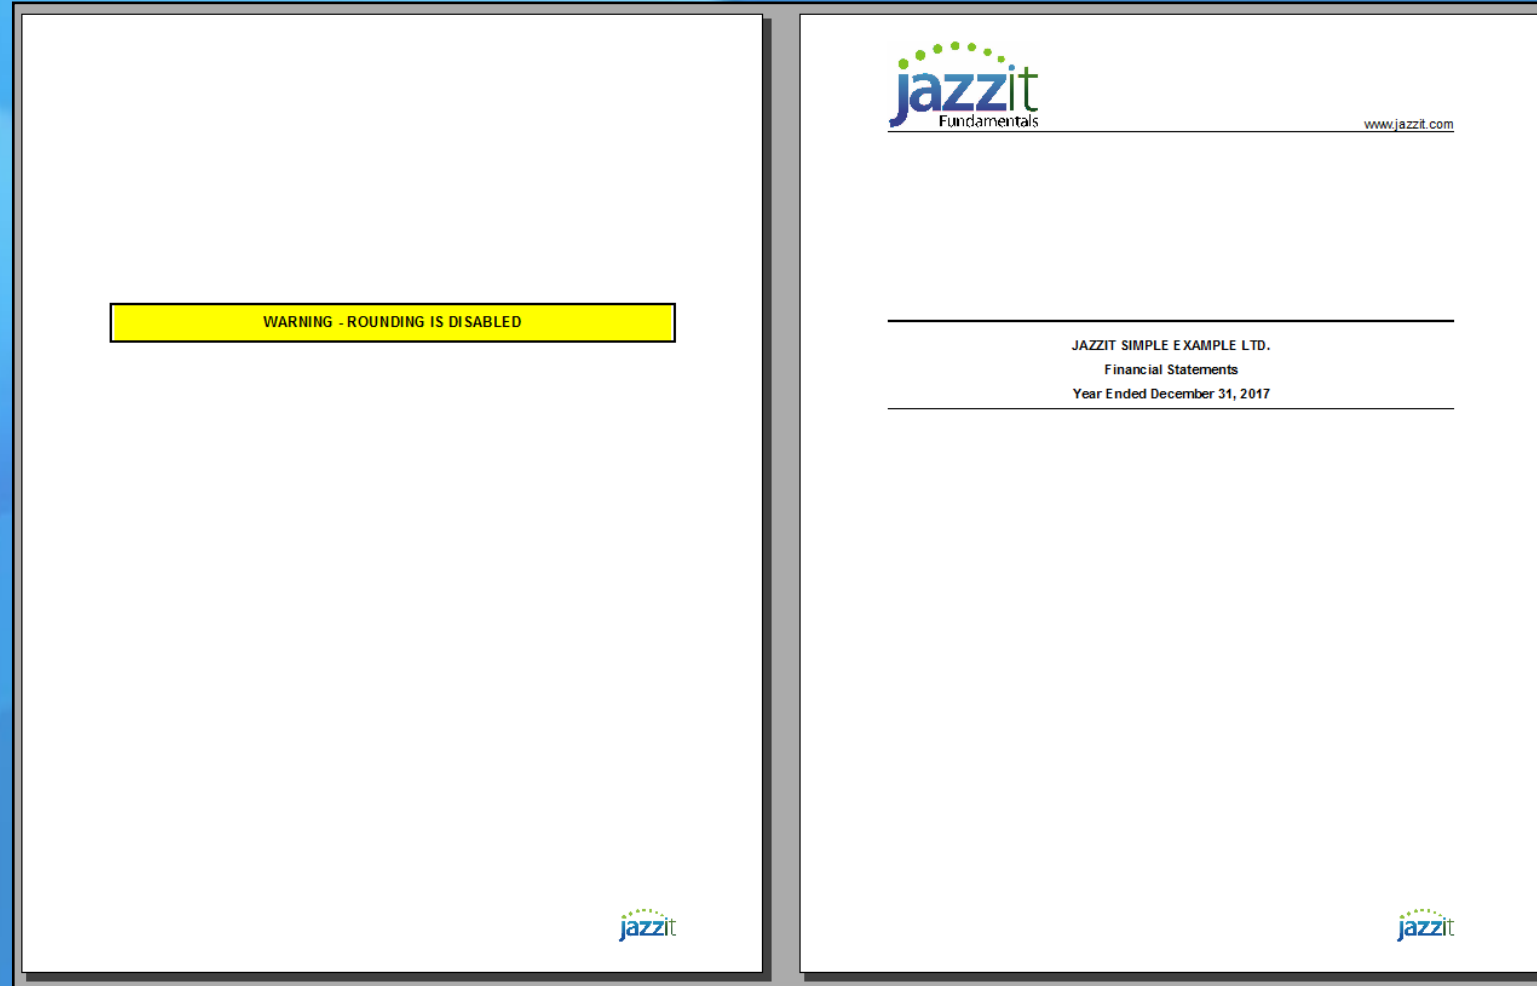 WARNING - ROUNDING IS DISABLED
jazzit
jazzit
Fundamentals
www.jazzit.com
JAZZIT SIMPLE EXAMPLE LTD.
Financial Statements
Year Ended December 31, 2017
jazzit